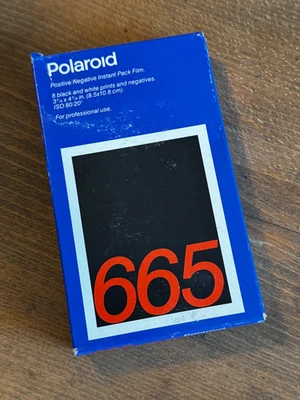 Polaroid
Positive/Negative Instant Pack Film.
8 black and white prints and negatives.
3¼ x 4¼ in. (8.5x10.8 cm).
ISO 80/20°
For professional use.
665